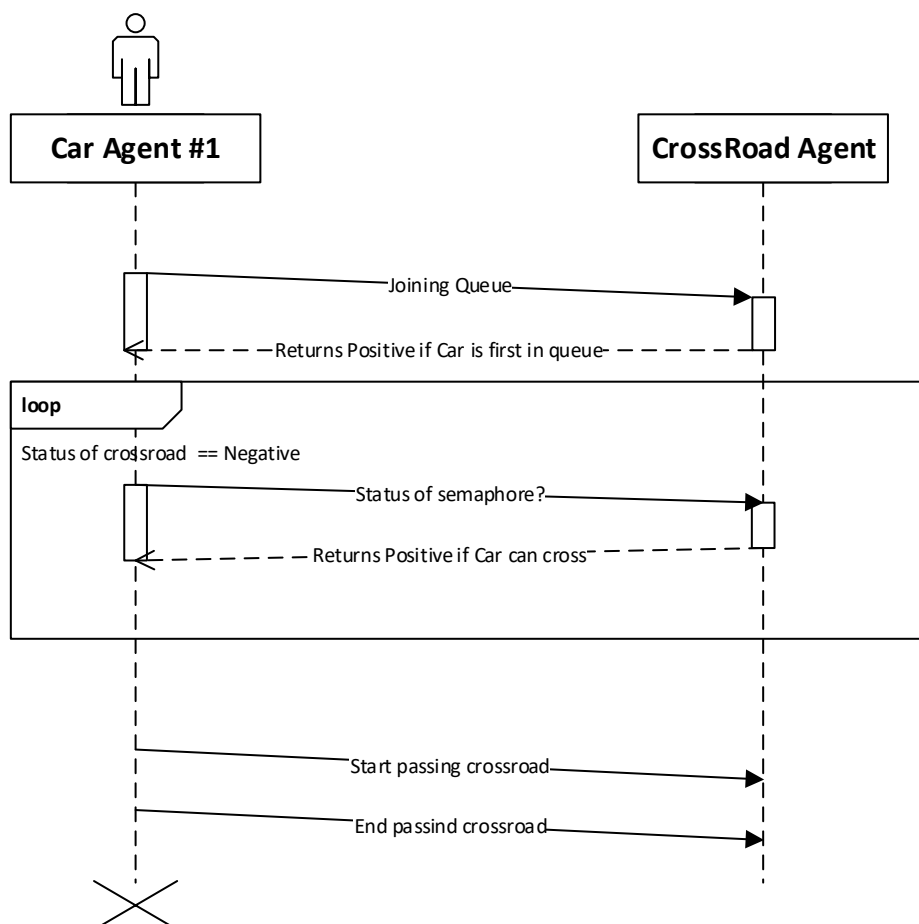 Car Agent #1
CrossRoad Agent
Joining Queue
Returns Positive if Car is first in queue
loop
Status of crossroad == Negative
Status of semaphore?
Returns Positive if Car can cross
Start passing crossroad
End passind crossroad